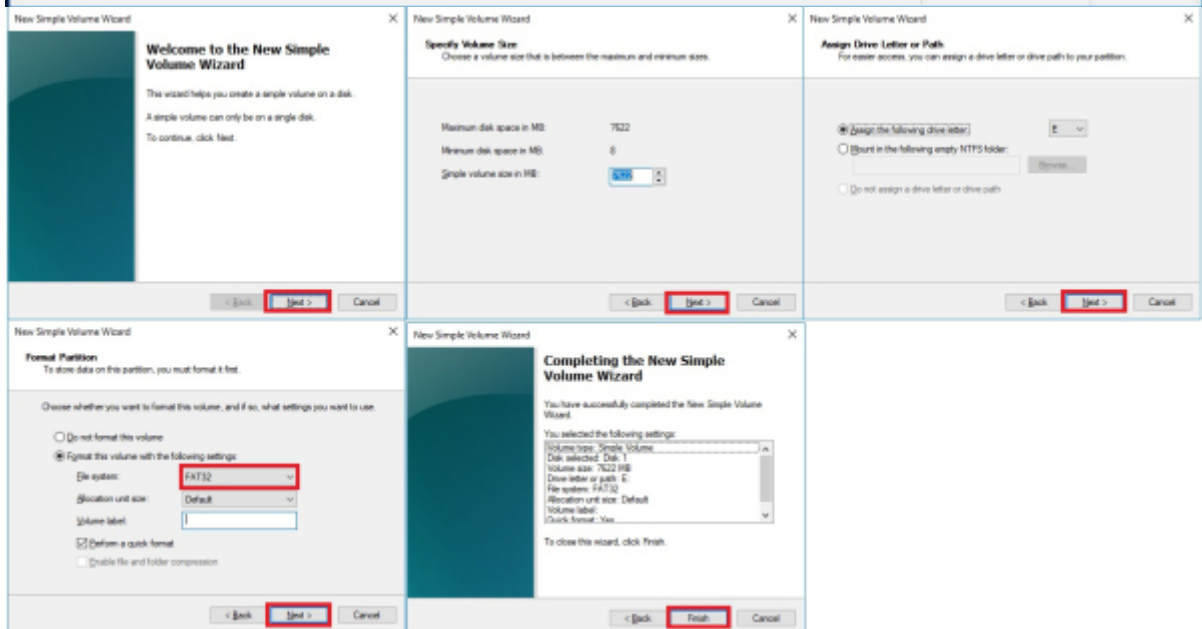 New Simple Volume Wizard
Welcome to the New Simple
Volume Wizard
This wizard helps you create a simple volume on a disk.
A simple volume can only be on a single disk.
To continue, click Next.
< Back Next > Cancel
New Simple Volume Wizard
Specify Volume Size
Choose a volume size that is between the maximum and minimum sizes.
Maximum disk space in MB: 7622
Minimum disk space in MB: 8
Simple volume size in MB: 7622
< Back Next > Cancel
New Simple Volume Wizard
Assign Drive Letter or Path
For easier access, you can assign a drive letter or drive path to your partition.
Assign the following drive letter: E
Mount in the following empty NTFS folder:
Browse...
Do not assign a drive letter or drive path
< Back Next > Cancel
New Simple Volume Wizard
Format Partition
To store data on this partition, you must format it first.
Choose whether you want to format this volume, and if so, what settings you want to use.
Do not format this volume
Format this volume with the following settings:
File system: FAT32
Allocation unit size: Default
Volume label:
Perform a quick format
Enable file and folder compression
< Back Next > Cancel
New Simple Volume Wizard
Completing the New Simple
Volume Wizard
You have successfully completed the New Simple Volume
Wizard.
You selected the following settings:
Volume type: Simple Volume
Disk selected: Disk 1
Volume size: 7622 MB
Drive letter or path: E:
File system: FAT32
Allocation unit size: Default
Volume label:
Quick format: Yes
To close this wizard, click Finish.
< Back Finish Cancel